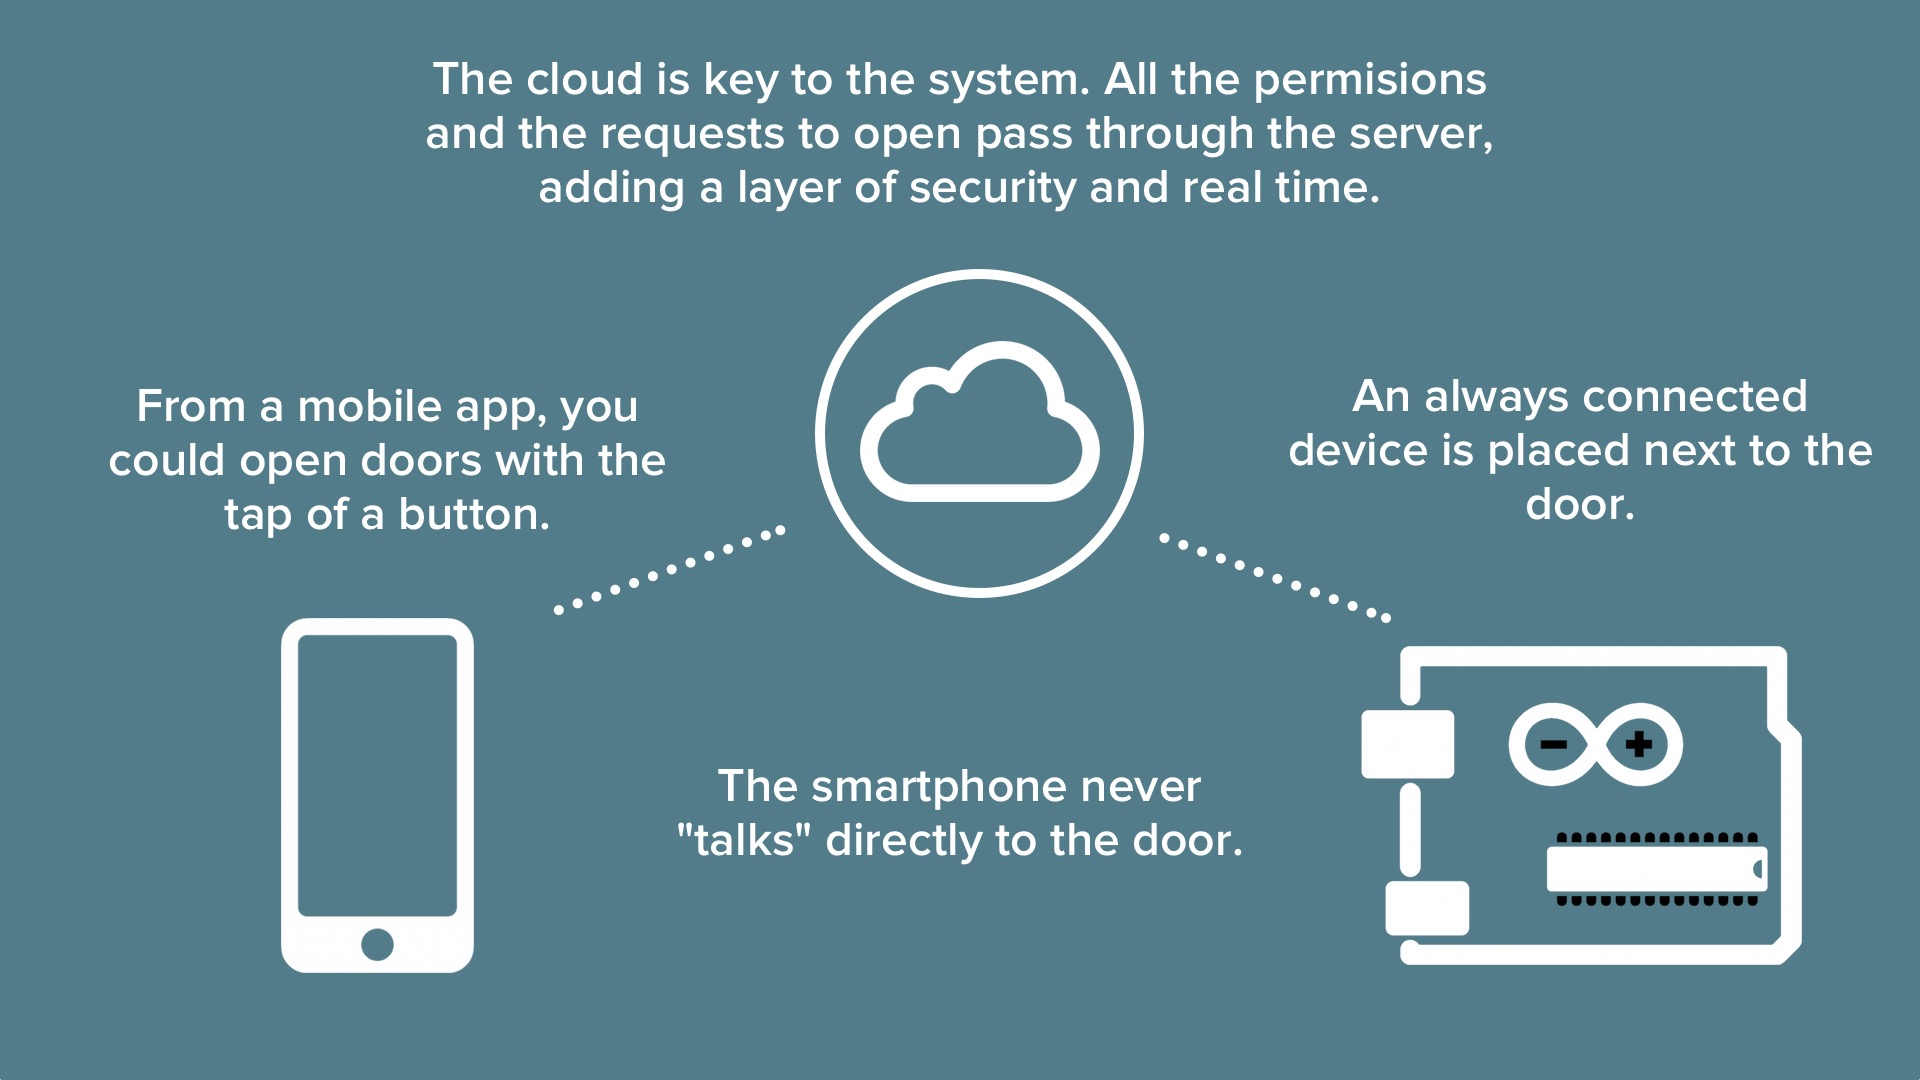 The cloud is key to the system. All the permisions
and the requests to open pass through the server,
adding a layer of security and real time.
From a mobile app, you
could open doors with the
tap of a button.
An always connected
device is placed next to the
door.
The smartphone never
"talks" directly to the door.